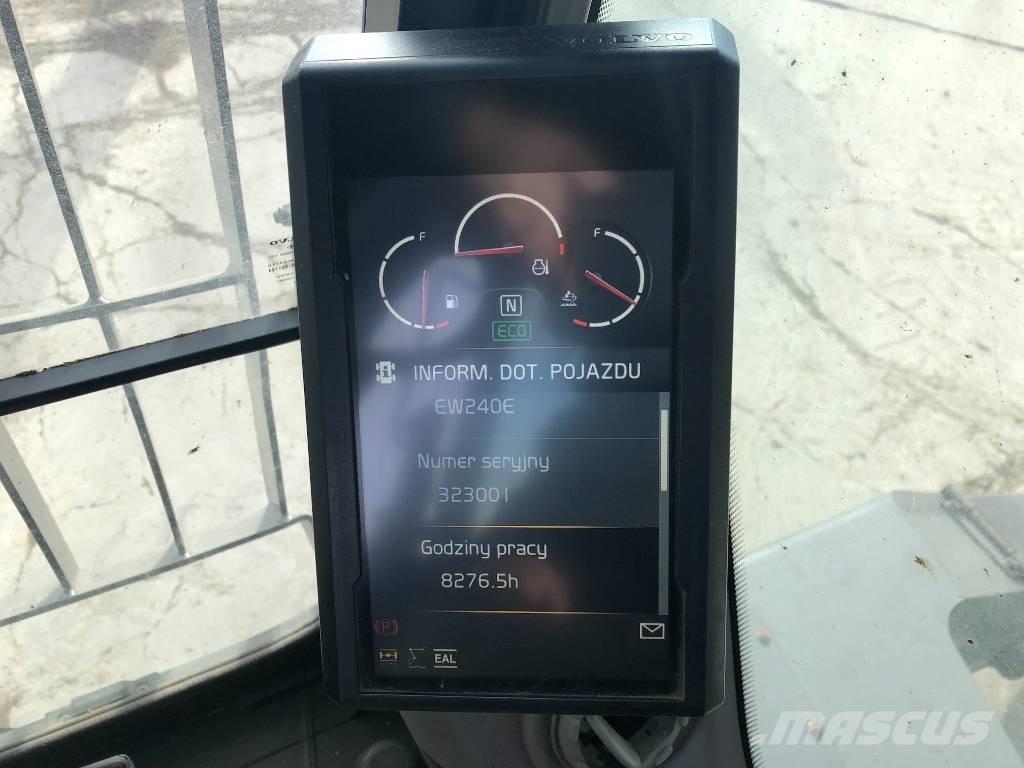 VOLVO
F
F
N
ECO
INFORM. DOT. POJAZDU
EW240E
Numer seryjny
323001
Godziny pracy
8276.5h
P
EAL
MASCUS